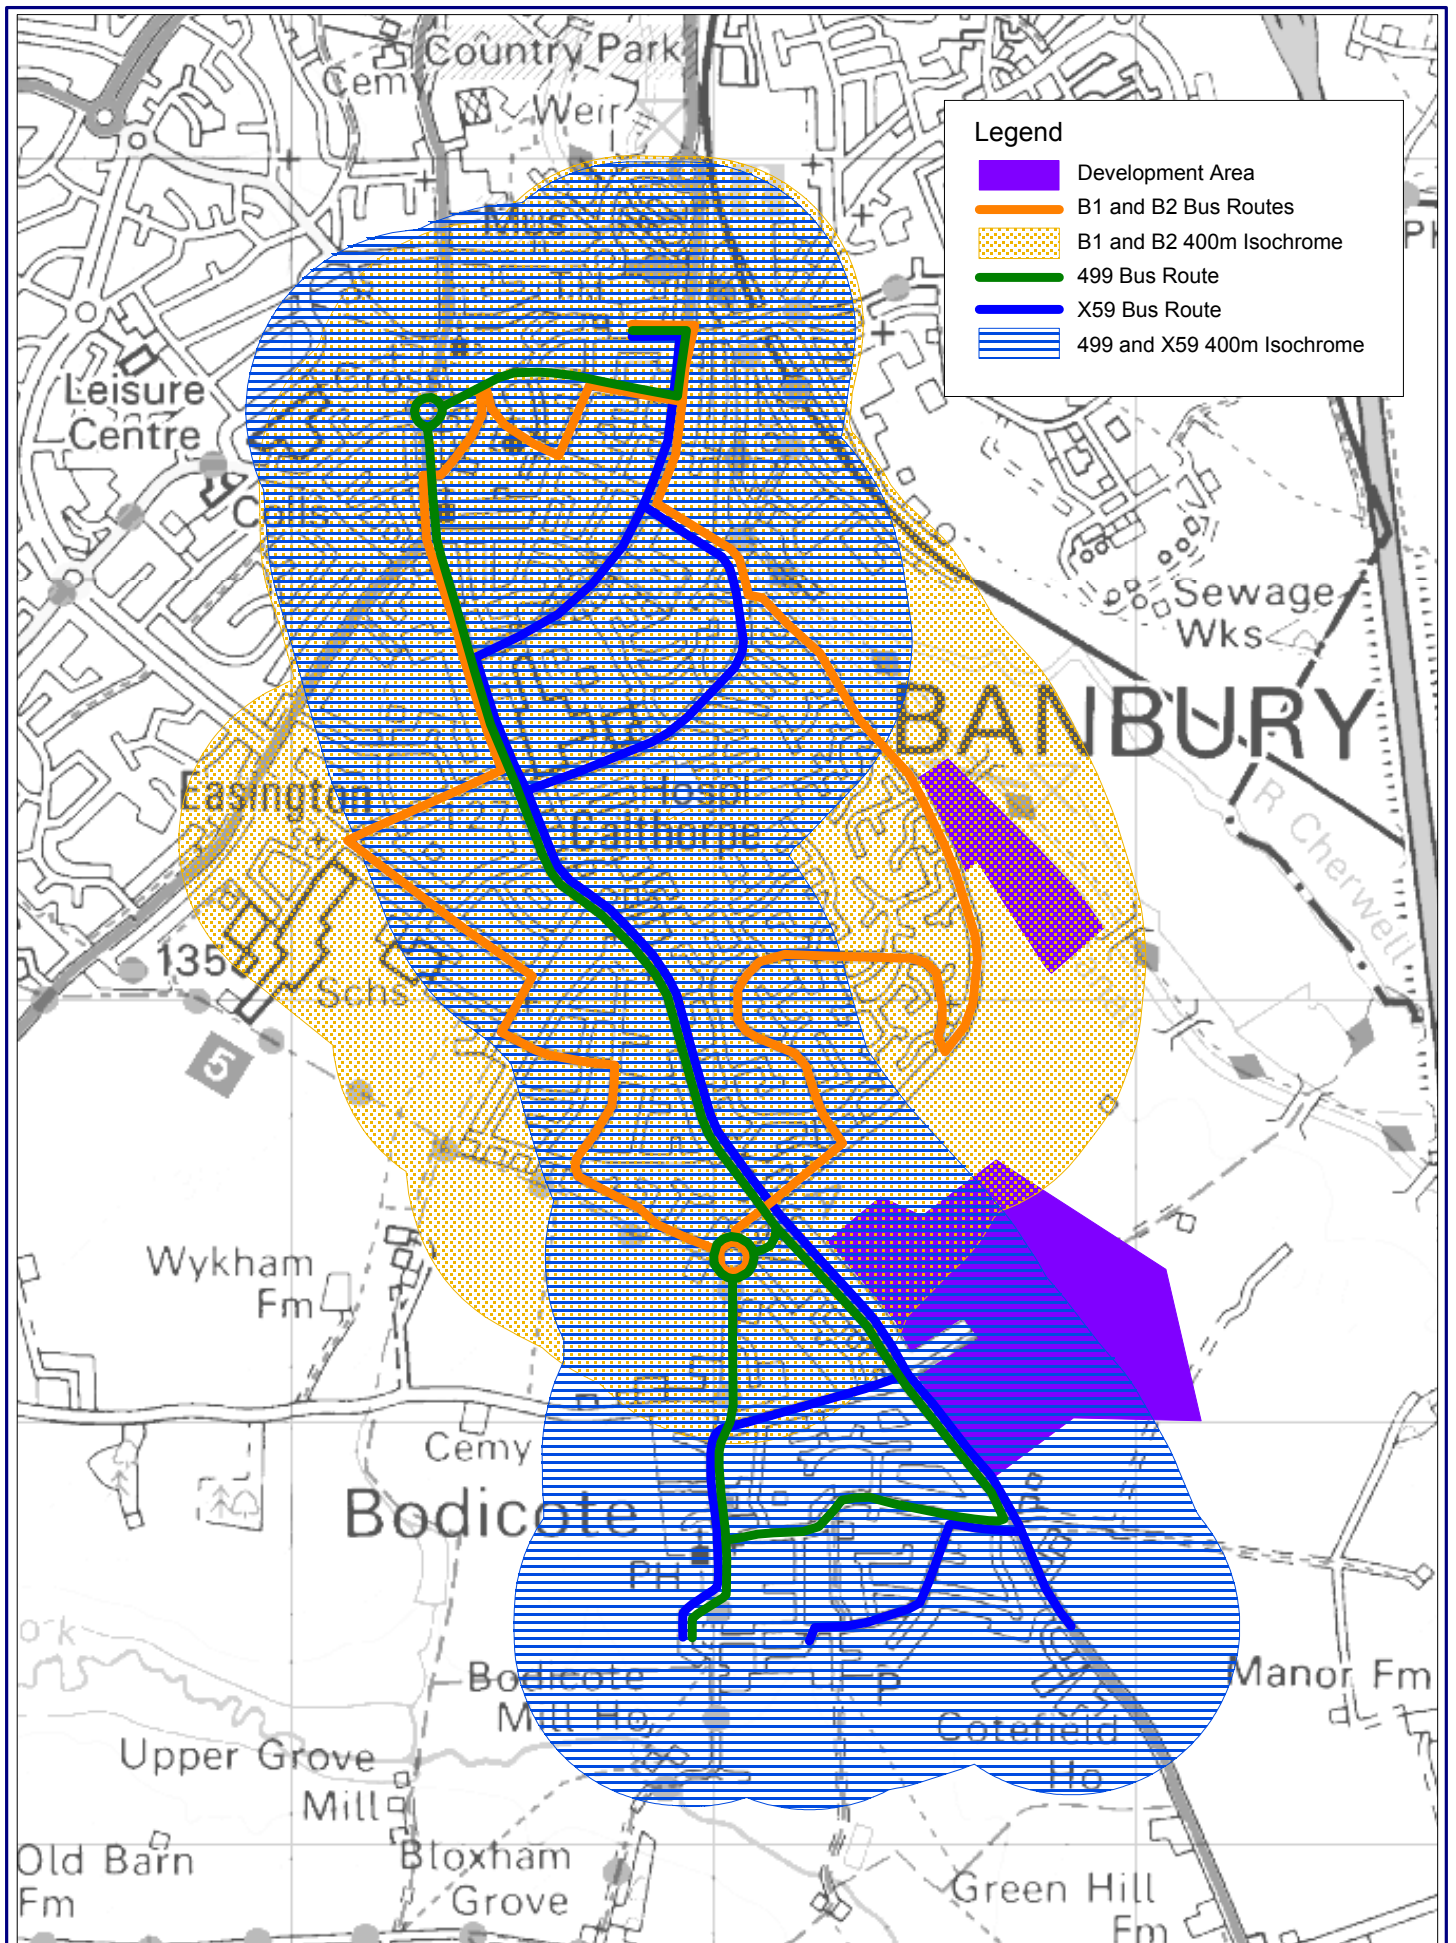 Country Park
Cemy
Weir
Legend
Development Area
B1 and B2 Bus Routes
B1 and B2 400m Isochrome
499 Bus Route
X59 Bus Route
499 and X59 400m Isochrome
Mus
Leisure
Centre
Colls
Sewage
Wks
BANBURY
Easington
Hospl
Calthorpe
R Cherwell
135
Schs
5
Wykham
Fm
Cemy
Bodicote
PH
Bodicote
Mill Ho
P
Manor Fm
Cotefield
Ho
Upper Grove
Mill
Old Barn
Fm
Bloxham
Grove
Green Hill
Fm